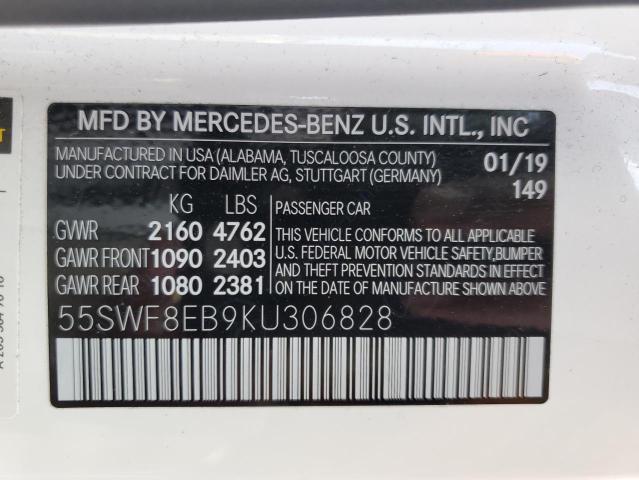 MFD BY MERCEDES-BENZ U.S. INTL., INC
MANUFACTURED IN USA (ALABAMA, TUSCALOOSA COUNTY) 01/19
UNDER CONTRACT FOR DAIMLER AG, STUTTGART (GERMANY) 149
KG LBS
GVWR 2160 4762
GAWR FRONT 1090 2403
GAWR REAR 1080 2381
PASSENGER CAR
THIS VEHICLE CONFORMS TO ALL APPLICABLE
U.S. FEDERAL MOTOR VEHICLE SAFETY,BUMPER
AND THEFT PREVENTION STANDARDS IN EFFECT
ON THE DATE OF MANUFACTURE SHOWN ABOVE.
55SWF8EB9KU306828